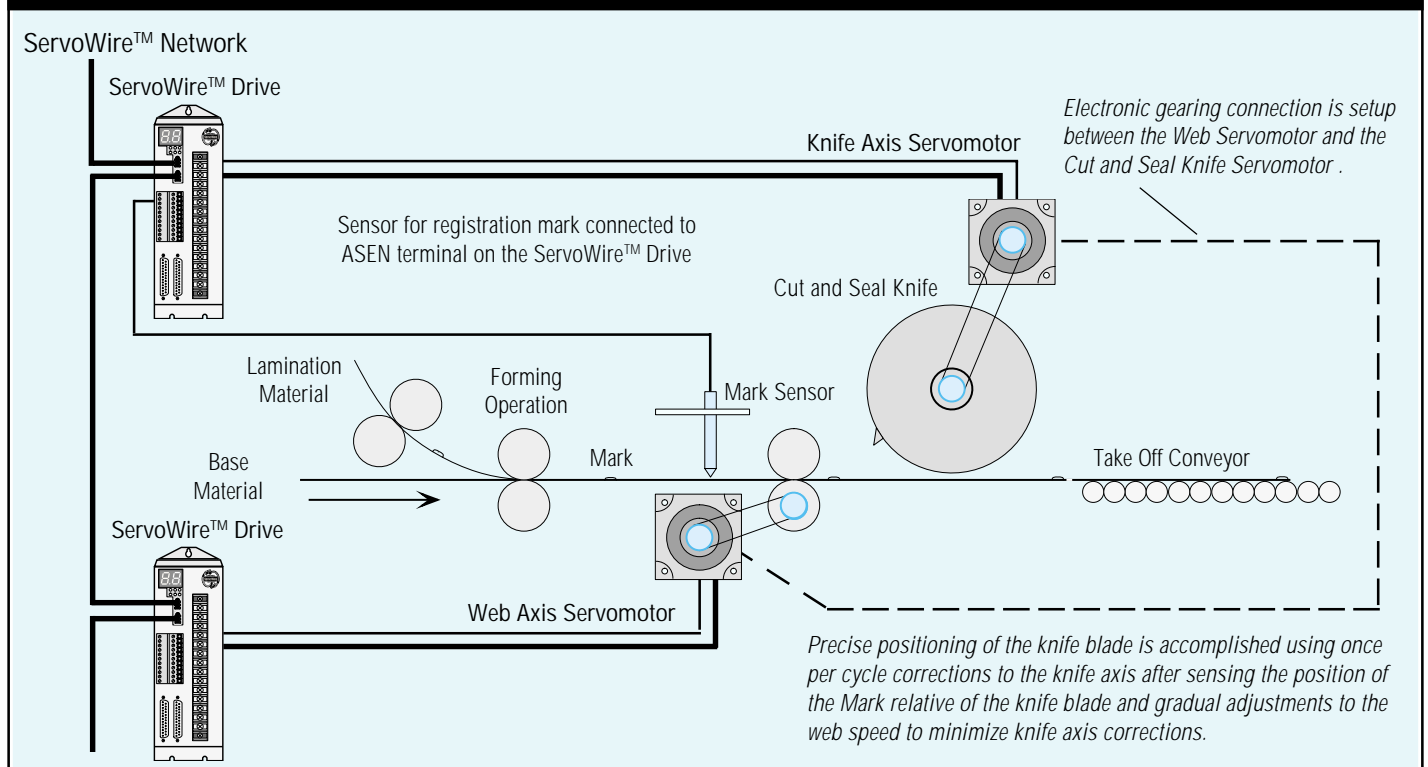 ServoWire™ Network
ServoWire™ Drive
88
Knife Axis Servomotor
Electronic gearing connection is setup
between the Web Servomotor and the
Cut and Seal Knife Servomotor .
Sensor for registration mark connected to
ASEN terminal on the ServoWire™ Drive
Cut and Seal Knife
Lamination
Material
Forming
Operation
Mark Sensor
Base
Material
Mark
Take Off Conveyor
ServoWire™ Drive
88
Web Axis Servomotor
Precise positioning of the knife blade is accomplished using once
per cycle corrections to the knife axis after sensing the position of
the Mark relative of the knife blade and gradual adjustments to the
web speed to minimize knife axis corrections.